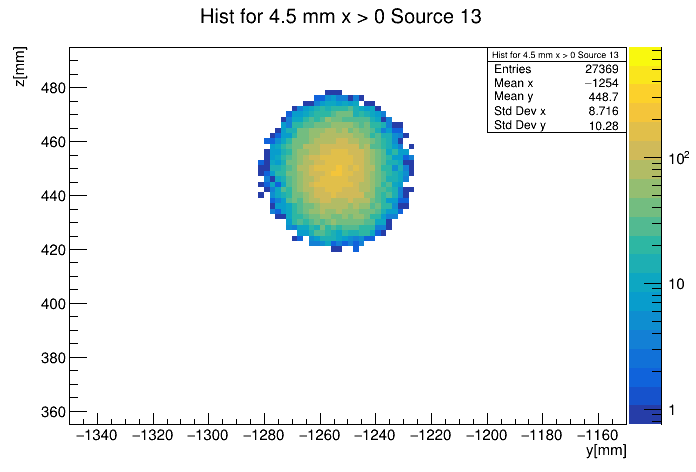 Hist for 4.5 mm x > 0 Source 13
z[mm]
Hist for 4.5 mm x > 0 Source 13
Entries 27369
Mean x −1254
Mean y 448.7
Std Dev x 8.716
Std Dev y 10.28
480
460
440
420
400
380
360
10²
10
1
−1340 −1320 −1300 −1280 −1260 −1240 −1220 −1200 −1180 −1160
y[mm]